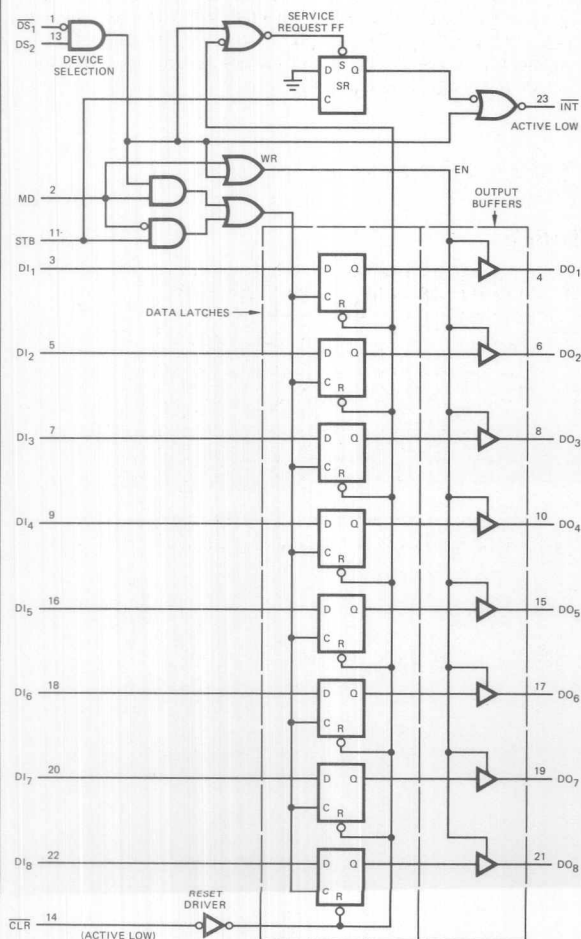 DS1 1
DS2 13
DEVICE
SELECTION
SERVICE
REQUEST FF
D S Q
SR
C
23 INT
ACTIVE LOW
MD 2
WR
EN
OUTPUT
BUFFERS
STB 11
DI1 3
D Q
C
R
4 DO1
DATA LATCHES
DI2 5
D Q
C
R
6 DO2
DI3 7
D Q
C
R
8 DO3
DI4 9
D Q
C
R
10 DO4
DI5 16
D Q
C
R
15 DO5
DI6 18
D Q
C
R
17 DO6
DI7 20
D Q
C
R
19 DO7
DI8 22
D Q
C
R
21 DO8
RESET
DRIVER
CLR 14
(ACTIVE LOW)